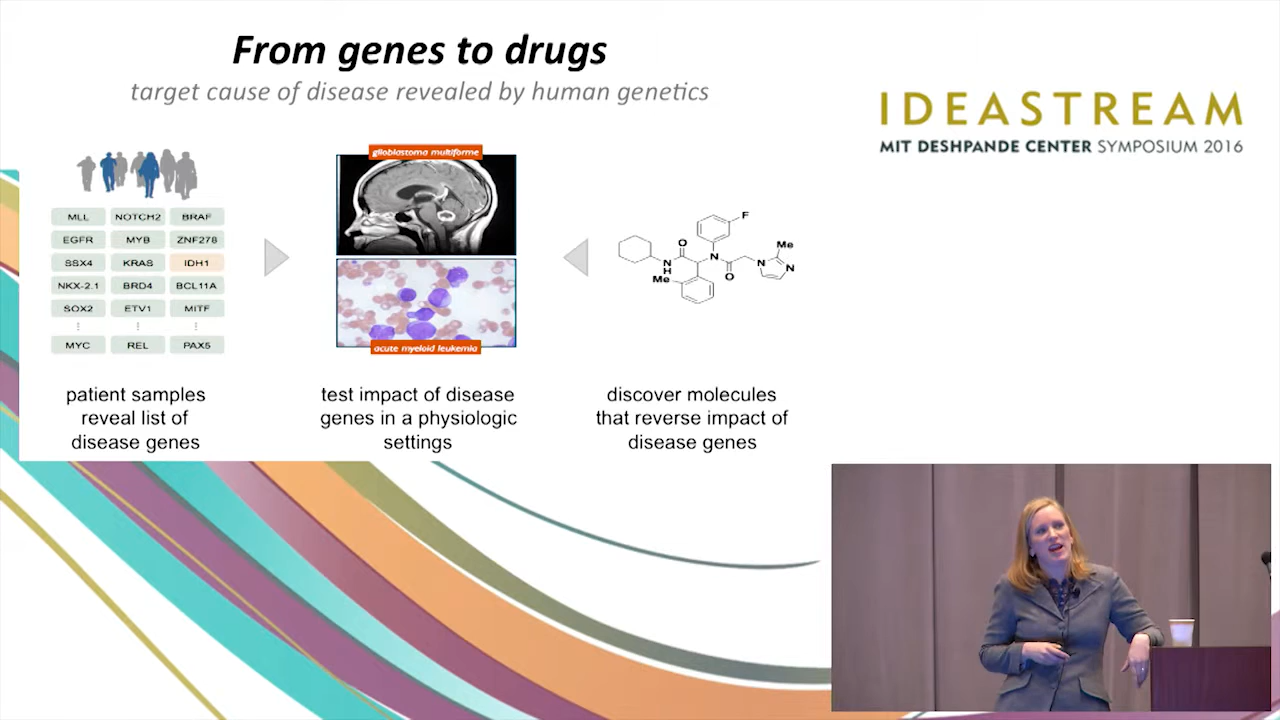 From genes to drugs
target cause of disease revealed by human genetics
IDEASTREAM
MIT DESHPANDE CENTER SYMPOSIUM 2016
MLL NOTCH2 BRAF
EGFR MYB ZNF278
SSX4 KRAS IDH1
NKX-2.1 BRD4 BCL11A
SOX2 ETV1 MITF
MYC REL PAX5
glioblastoma multiforme
acute myeloid leukemia
F
O
Me
N
H
N
N
N
Me
O
patient samples
reveal list of
disease genes
test impact of disease
genes in a physiologic
settings
discover molecules
that reverse impact of
disease genes